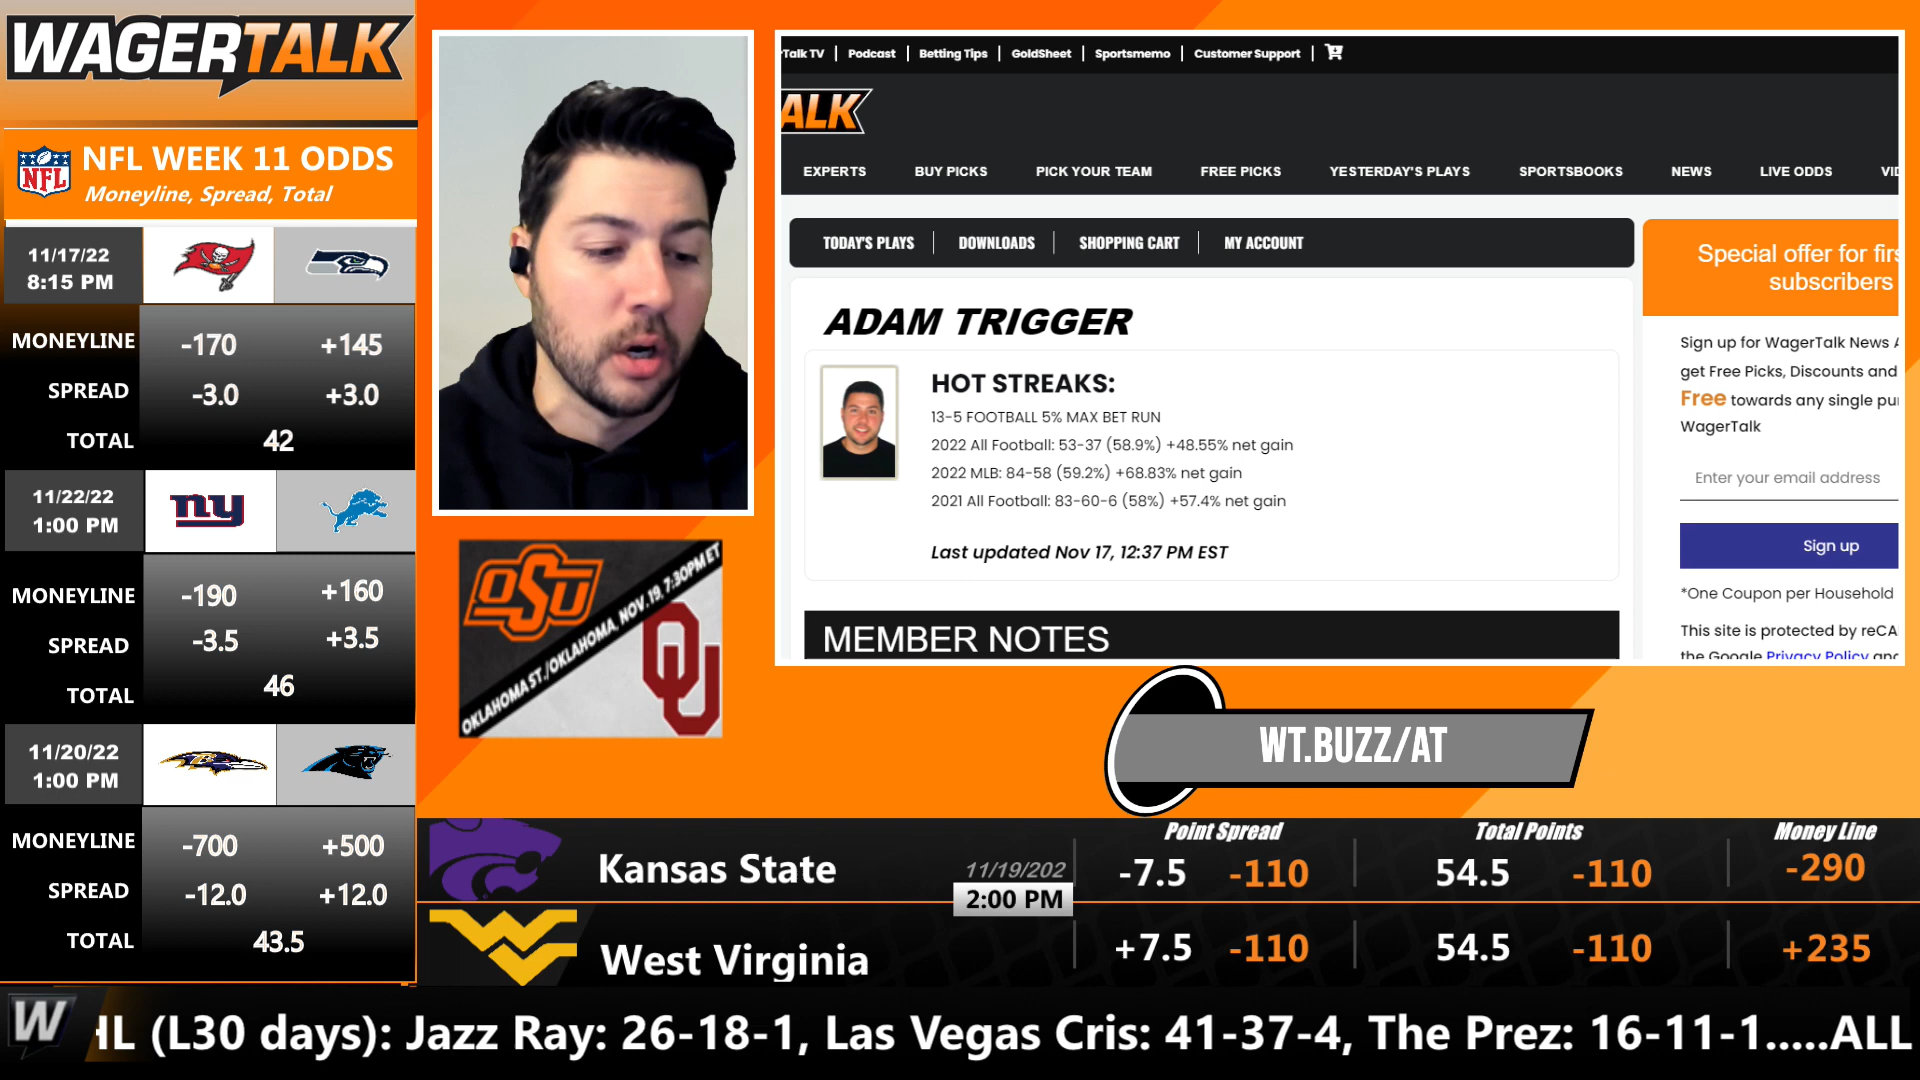 WAGERTALK
NFL
NFL WEEK 11 ODDS
Moneyline, Spread, Total
11/17/22
8:15 PM
MONEYLINE -170 +145
SPREAD -3.0 +3.0
TOTAL 42
11/22/22
1:00 PM
ny
MONEYLINE -190 +160
SPREAD -3.5 +3.5
TOTAL 46
11/20/22
1:00 PM
MONEYLINE -700 +500
SPREAD -12.0 +12.0
TOTAL 43.5
OSU
OKLAHOMA ST./OKLAHOMA, NOV. 19, 7:30PM ET
OU
Talk TV | Podcast | Betting Tips | GoldSheet | Sportsmemo | Customer Support |
ALK
EXPERTS BUY PICKS PICK YOUR TEAM FREE PICKS YESTERDAY'S PLAYS SPORTSBOOKS NEWS LIVE ODDS VID
TODAY'S PLAYS | DOWNLOADS | SHOPPING CART | MY ACCOUNT
ADAM TRIGGER
HOT STREAKS:
13-5 FOOTBALL 5% MAX BET RUN
2022 All Football: 53-37 (58.9%) +48.55% net gain
2022 MLB: 84-58 (59.2%) +68.83% net gain
2021 All Football: 83-60-6 (58%) +57.4% net gain
Last updated Nov 17, 12:37 PM EST
MEMBER NOTES
Special offer for firs
subscribers
Sign up for WagerTalk News A
get Free Picks, Discounts and
Free towards any single pu
WagerTalk
Enter your email address
Sign up
*One Coupon per Household
This site is protected by reCA
the Google Privacy Policy and
WT.BUZZ/AT
Point Spread Total Points Money Line
Kansas State 11/19/202 -7.5 -110 54.5 -110 -290
2:00 PM
West Virginia +7.5 -110 54.5 -110 +235
W
HL (L30 days): Jazz Ray: 26-18-1, Las Vegas Cris: 41-37-4, The Prez: 16-11-1.....ALL